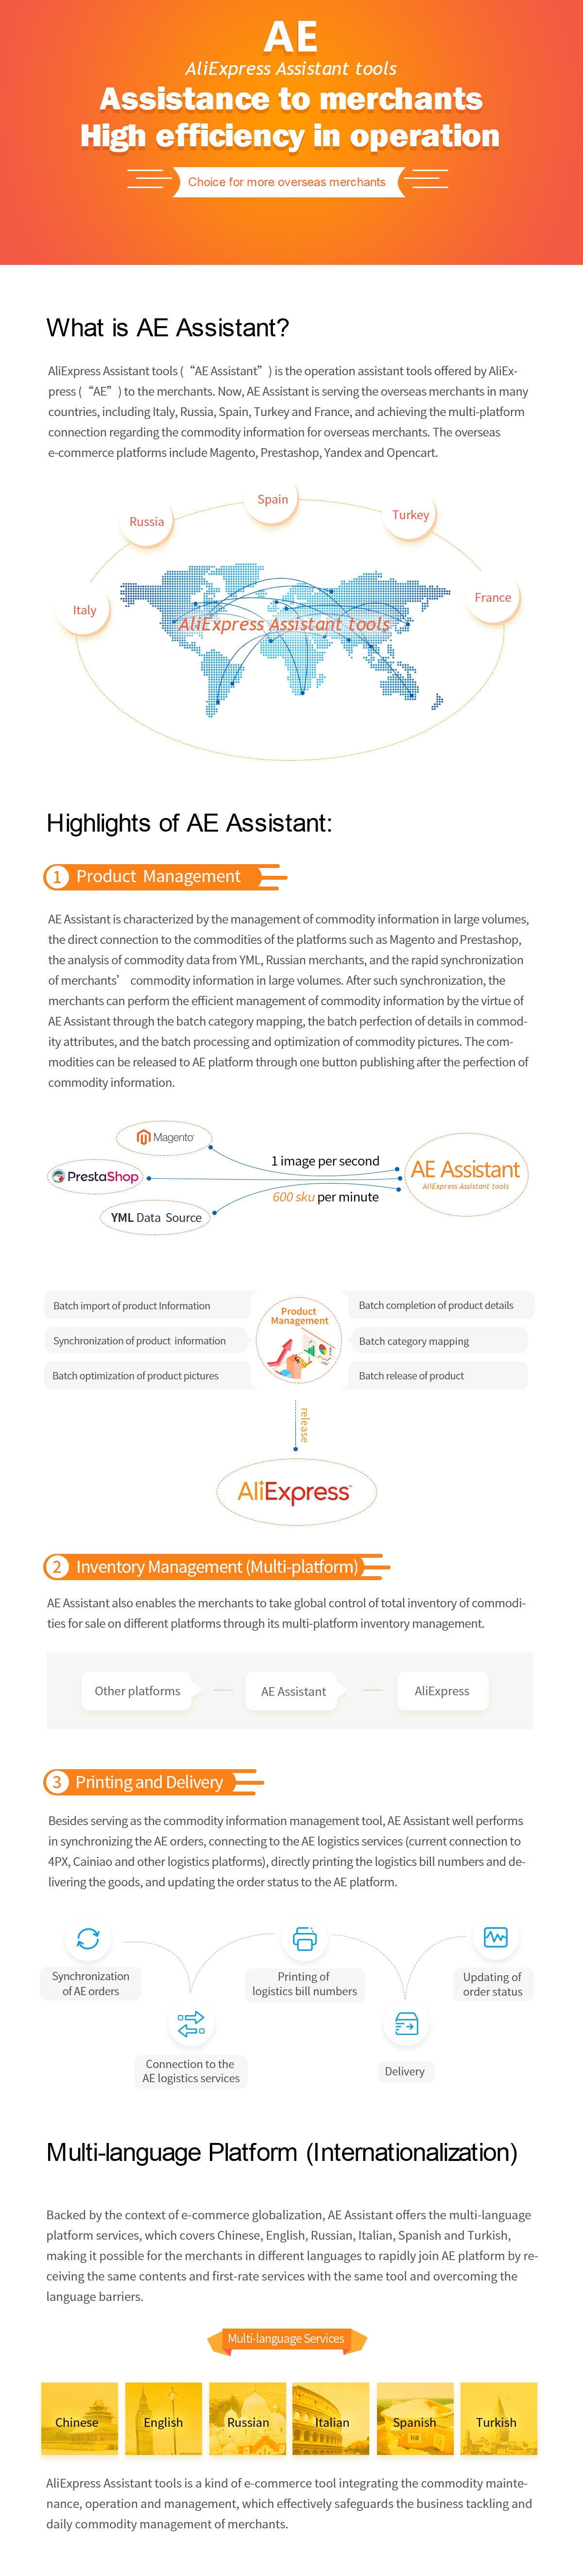 AE
AliExpress Assistant tools
Assistance to merchants
High efficiency in operation
Choice for more overseas merchants
What is AE Assistant?
AliExpress Assistant tools (“AE Assistant”) is the operation assistant tools offered by AliEx-
press (“AE”) to the merchants. Now, AE Assistant is serving the overseas merchants in many
countries, including Italy, Russia, Spain, Turkey and France, and achieving the multi-platform
connection regarding the commodity information for overseas merchants. The overseas
e-commerce platforms include Magento, Prestashop, Yandex and Opencart.
Spain
Russia
Turkey
Italy
France
AliExpress Assistant tools
Highlights of AE Assistant:
1 Product Management
AE Assistant is characterized by the management of commodity information in large volumes,
the direct connection to the commodities of the platforms such as Magento and Prestashop,
the analysis of commodity data from YML, Russian merchants, and the rapid synchronization
of merchants’ commodity information in large volumes. After such synchronization, the
merchants can perform the efficient management of commodity information by the virtue of
AE Assistant through the batch category mapping, the batch perfection of details in commod-
ity attributes, and the batch processing and optimization of commodity pictures. The com-
modities can be released to AE platform through one button publishing after the perfection of
commodity information.
Magento
PrestaShop
YML Data Source
1 image per second
600 sku per minute
AE Assistant
AliExpress Assistant tools
Batch import of product Information
Synchronization of product information
Batch optimization of product pictures
Product
Management
Batch completion of product details
Batch category mapping
Batch release of product
release
AliExpress
2 Inventory Management (Multi-platform)
AE Assistant also enables the merchants to take global control of total inventory of commodi-
ties for sale on different platforms through its multi-platform inventory management.
Other platforms
AE Assistant
AliExpress
3 Printing and Delivery
Besides serving as the commodity information management tool, AE Assistant well performs
in synchronizing the AE orders, connecting to the AE logistics services (current connection to
4PX, Cainiao and other logistics platforms), directly printing the logistics bill numbers and de-
livering the goods, and updating the order status to the AE platform.
Synchronization
of AE orders
Connection to the
AE logistics services
Printing of
logistics bill numbers
Delivery
Updating of
order status
Multi-language Platform (Internationalization)
Backed by the context of e-commerce globalization, AE Assistant offers the multi-language
platform services, which covers Chinese, English, Russian, Italian, Spanish and Turkish,
making it possible for the merchants in different languages to rapidly join AE platform by re-
ceiving the same contents and first-rate services with the same tool and overcoming the
language barriers.
Multi-language Services
Chinese
English
Russian
Italian
Spanish
Turkish
AliExpress Assistant tools is a kind of e-commerce tool integrating the commodity mainte-
nance, operation and management, which effectively safeguards the business tackling and
daily commodity management of merchants.